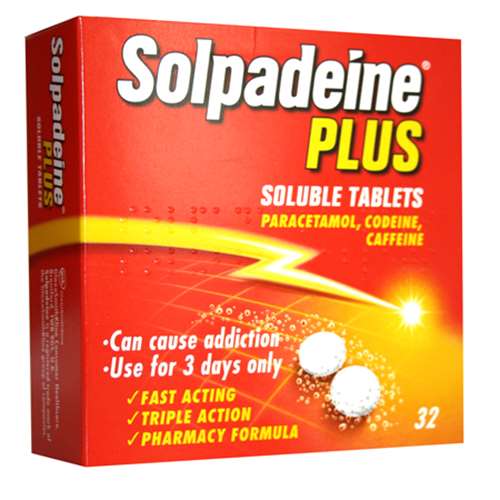 Solpadeine®
PLUS
SOLUBLE TABLETS
PARACETAMOL, CODEINE,
CAFFEINE
·Can cause addiction
·Use for 3 days only
✓FAST ACTING
✓TRIPLE ACTION
✓PHARMACY FORMULA
32
Solpadeine® PLUS
SOLUBLE TABLETS